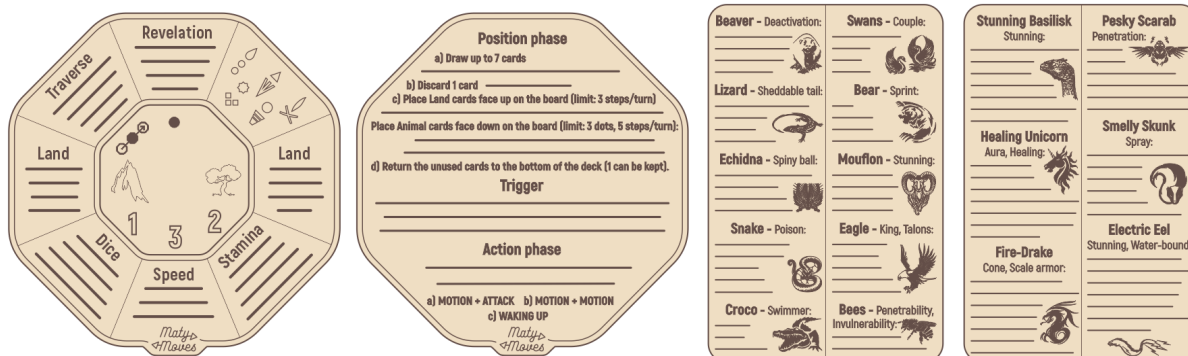 Revelation
Traverse
Land
Land
1
3
2
Dice
Stamina
Speed
Maty
Moves
Position phase
a) Draw up to 7 cards
b) Discard 1 card
c) Place Land cards face up on the board (limit: 3 steps/turn)
Place Animal cards face down on the board (limit: 3 dots, 5 steps/turn):
d) Return the unused cards to the bottom of the deck (1 can be kept).
Trigger
Action phase
a) MOTION + ATTACK b) MOTION + MOTION
c) WAKING UP
Maty
Moves
Beaver - Deactivation:
Lizard - Sheddable tail:
Echidna - Spiny ball:
Snake - Poison:
Croco - Swimmer:
Swans - Couple:
Bear - Sprint:
Mouflon - Stunning:
Eagle - King, Talons:
Bees - Penetrability,
Invulnerability:
Stunning Basilisk
Stunning:
Healing Unicorn
Aura, Healing:
Fire-Drake
Cone, Scale armor:
Pesky Scarab
Penetration:
Smelly Skunk
Spray:
Electric Eel
Stunning, Water-bound